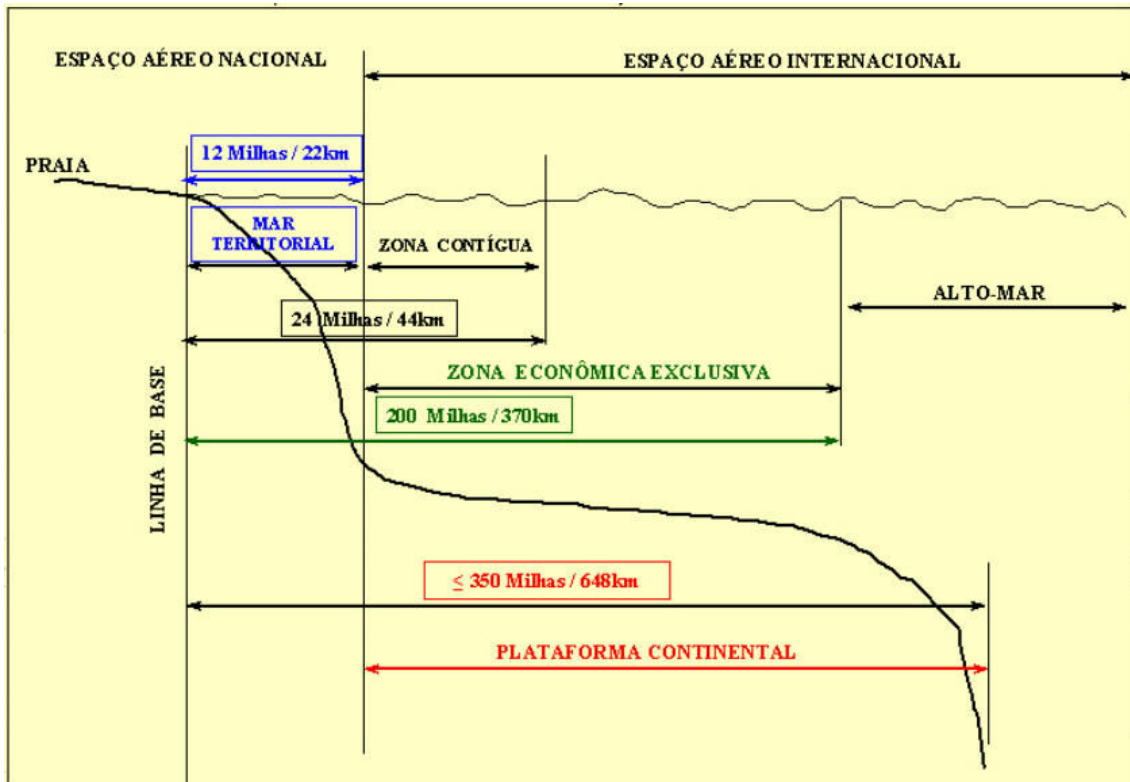 ESPAÇO AÉREO NACIONAL
ESPAÇO AÉREO INTERNACIONAL
12 Milhas / 22km
PRAIA
MAR
TERRITORIAL
ZONA CONTÍGUA
ALTO-MAR
24 Milhas / 44km
ZONA ECONÔMICA EXCLUSIVA
200 Milhas / 370km
LINHA DE BASE
≤ 350 Milhas / 648km
PLATAFORMA CONTINENTAL